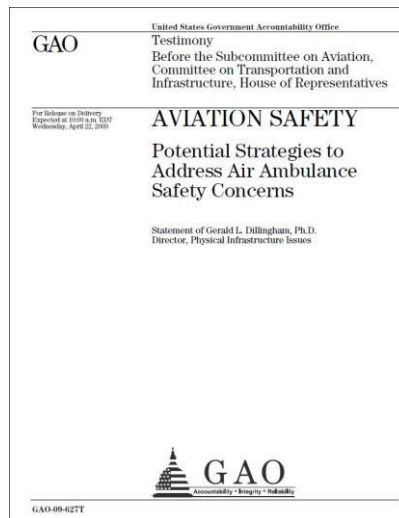 United States Government Accountability Office
GAO
Testimony
Before the Subcommittee on Aviation,
Committee on Transportation and
Infrastructure, House of Representatives
For Release on Delivery
Expected at 10:00 a.m. EDT
Wednesday, April 22, 2009
AVIATION SAFETY
Potential Strategies to
Address Air Ambulance
Safety Concerns
Statement of Gerald L. Dillingham, Ph.D.
Director, Physical Infrastructure Issues
GAO
Accountability * Integrity * Reliability
GAO-09-627T